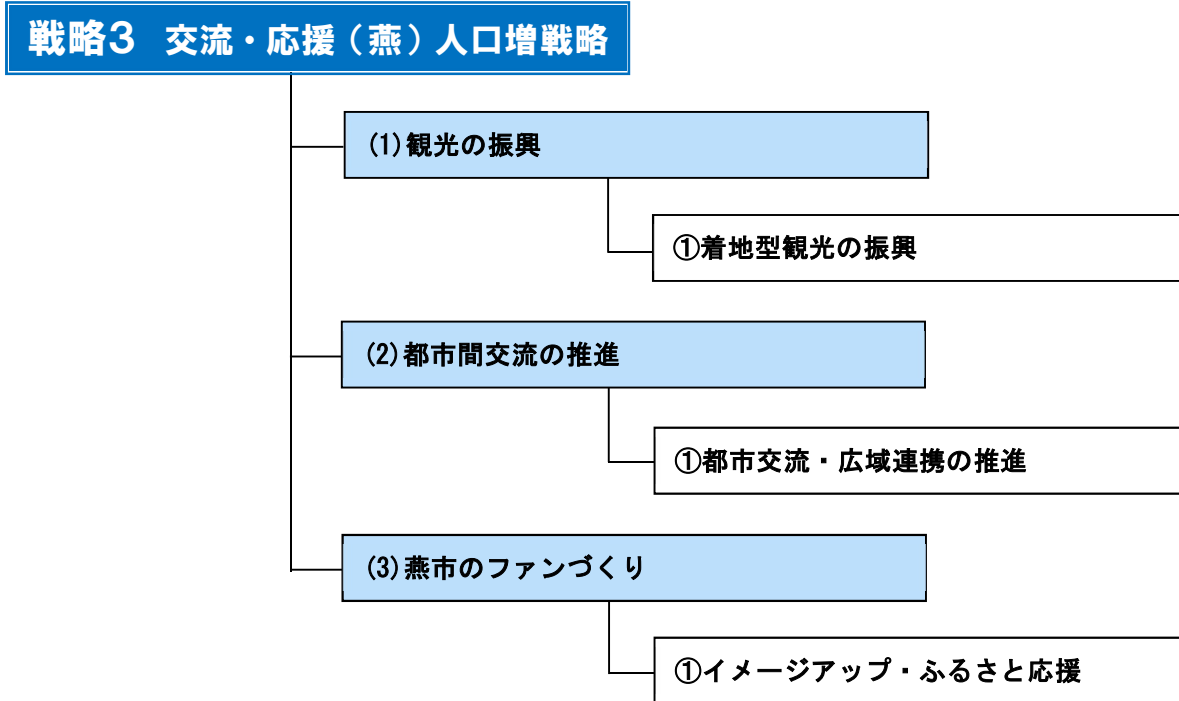 戦略3 交流・応援（燕）人口増戦略
(1)観光の振興
①着地型観光の振興
(2)都市間交流の推進
①都市交流・広域連携の推進
(3)燕市のファンづくり
①イメージアップ・ふるさと応援